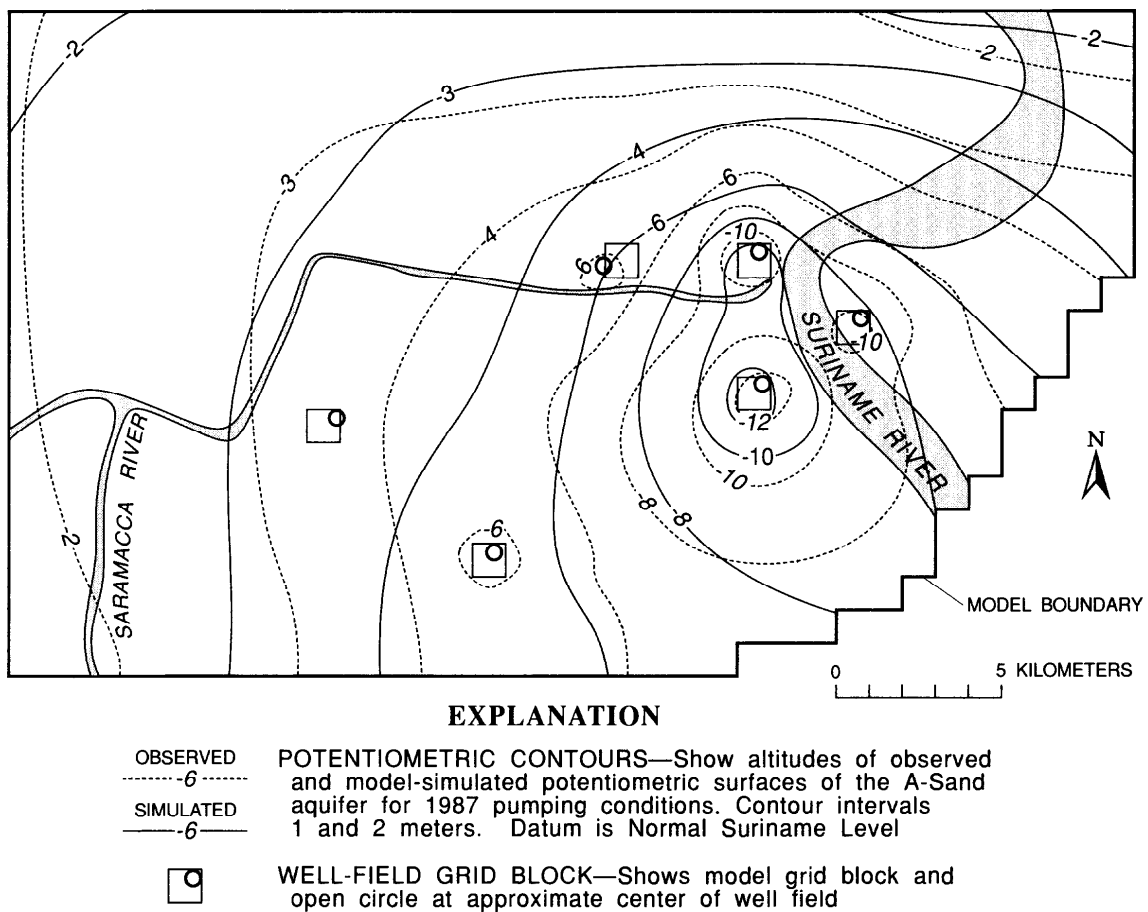 -2
-2
-2
-3
-3
-4
-4
-6
-6
-6
-10
SURINAME RIVER
-10
-12
-10
-10
-8
-8
-6
-2
SARAMACCA RIVER
N
MODEL BOUNDARY
0 5 KILOMETERS
EXPLANATION
OBSERVED
-6
SIMULATED
-6
POTENTIOMETRIC CONTOURS—Show altitudes of observed
and model-simulated potentiometric surfaces of the A-Sand
aquifer for 1987 pumping conditions. Contour intervals
1 and 2 meters. Datum is Normal Suriname Level
WELL-FIELD GRID BLOCK—Shows model grid block and
open circle at approximate center of well field